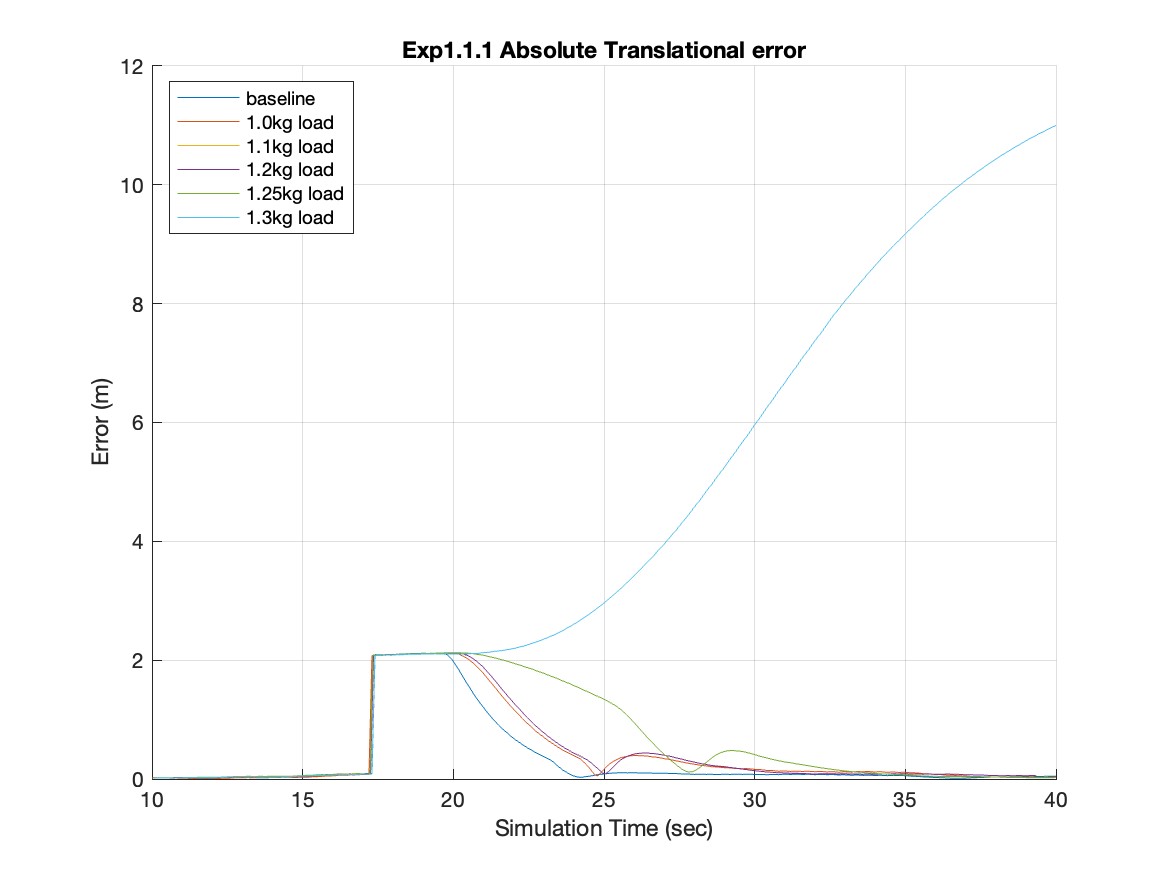 Exp1.1.1 Absolute Translational error
12
10
8
6
4
2
0
Error (m)
baseline
1.0kg load
1.1kg load
1.2kg load
1.25kg load
1.3kg load
10 15 20 25 30 35 40
Simulation Time (sec)